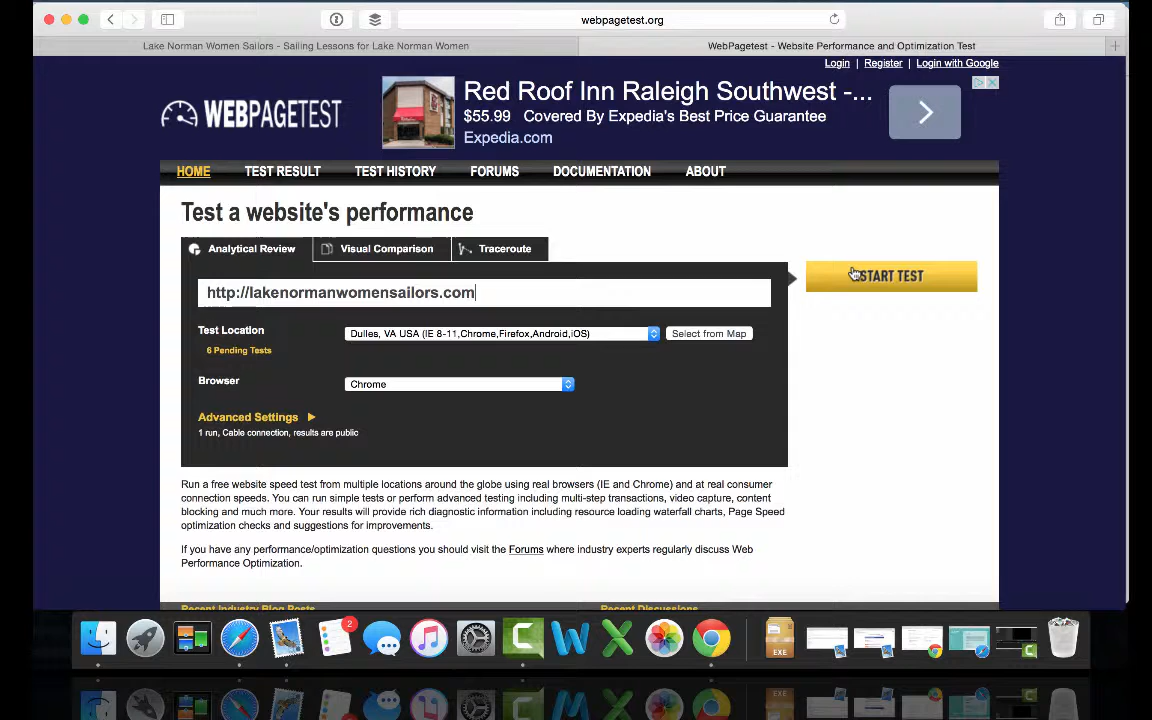 webpagetest.org
Lake Norman Women Sailors - Sailing Lessons for Lake Norman Women
WebPagetest - Website Performance and Optimization Test
Login | Register | Login with Google
WEBPAGETEST
Red Roof Inn Raleigh Southwest -...
$55.99 Covered By Expedia's Best Price Guarantee
Expedia.com
HOME TEST RESULT TEST HISTORY FORUMS DOCUMENTATION ABOUT
Test a website's performance
Analytical Review Visual Comparison Traceroute
http://lakenormanwomensailors.com
START TEST
Test Location
Dulles, VA USA (IE 8-11,Chrome,Firefox,Android,iOS)
Select from Map
6 Pending Tests
Browser
Chrome
Advanced Settings
1 run, Cable connection, results are public
Run a free website speed test from multiple locations around the globe using real browsers (IE and Chrome) and at real consumer
connection speeds. You can run simple tests or perform advanced testing including multi-step transactions, video capture, content
blocking and much more. Your results will provide rich diagnostic information including resource loading waterfall charts, Page Speed
optimization checks and suggestions for improvements.
If you have any performance/optimization questions you should visit the Forums where industry experts regularly discuss Web
Performance Optimization.
Recent Industry Blog Posts
Recent Discussions
2
EXE